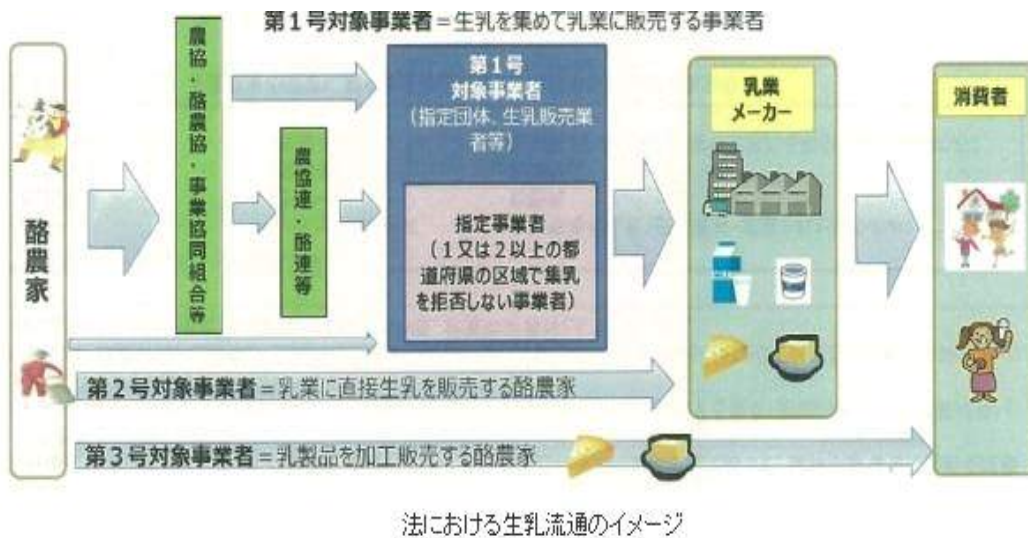 第1号対象事業者＝生乳を集めて乳業に販売する事業者
酪農家
農協・酪農協・事業協同組合等
農協連・酪連等
第1号
対象事業者
（指定団体、生乳販売業
者等）
指定事業者
（1又は2以上の都
道府県の区域で集乳
を拒否しない事業者）
乳業
メーカー
消費者
第2号対象事業者＝乳業に直接生乳を販売する酪農家
第3号対象事業者＝乳製品を加工販売する酪農家
法における生乳流通のイメージ